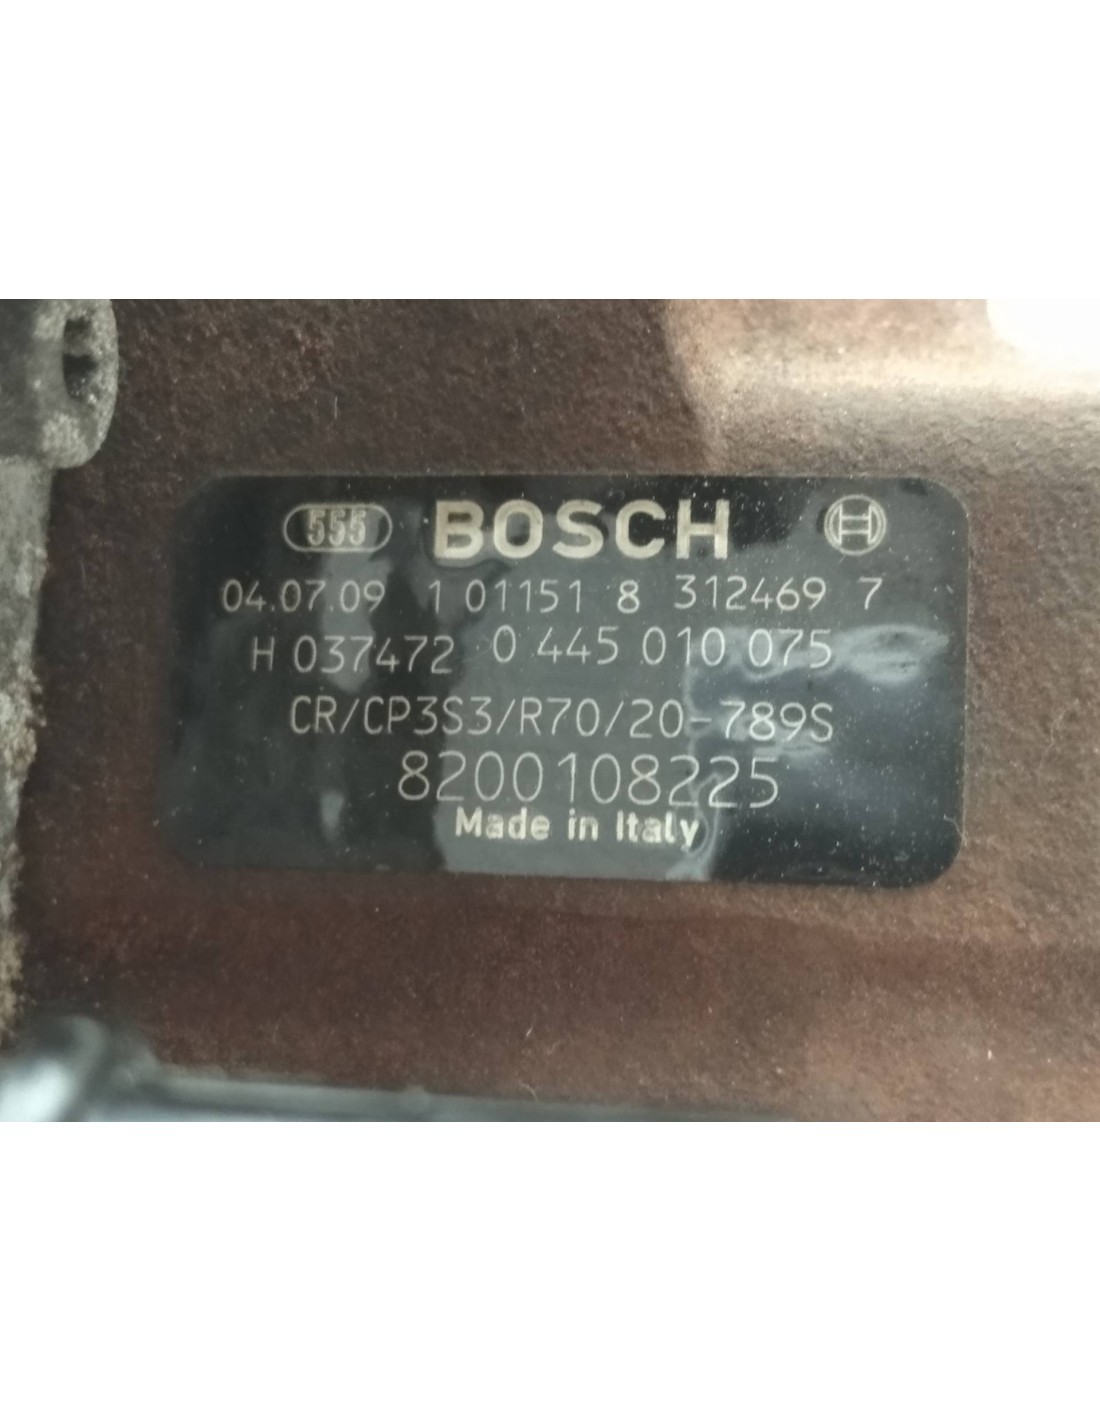 555 BOSCH
04.07.09 1 01151 8 312469 7
H 037472 0 445 010 075
CR/CP3S3/R70/20-789S
8200108225
Made in Italy